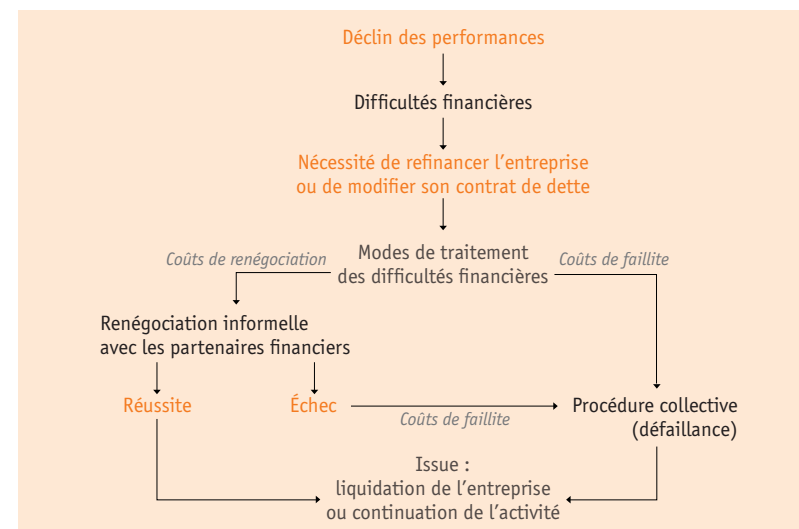 Déclin des performances
Difficultés financières
Nécessité de refinancer l'entreprise
ou de modifier son contrat de dette
Coûts de renégociation
Modes de traitement
des difficultés financières
Coûts de faillite
Renégociation informelle
avec les partenaires financiers
Réussite
Échec
Coûts de faillite
Procédure collective
(défaillance)
Issue :
liquidation de l'entreprise
ou continuation de l'activité